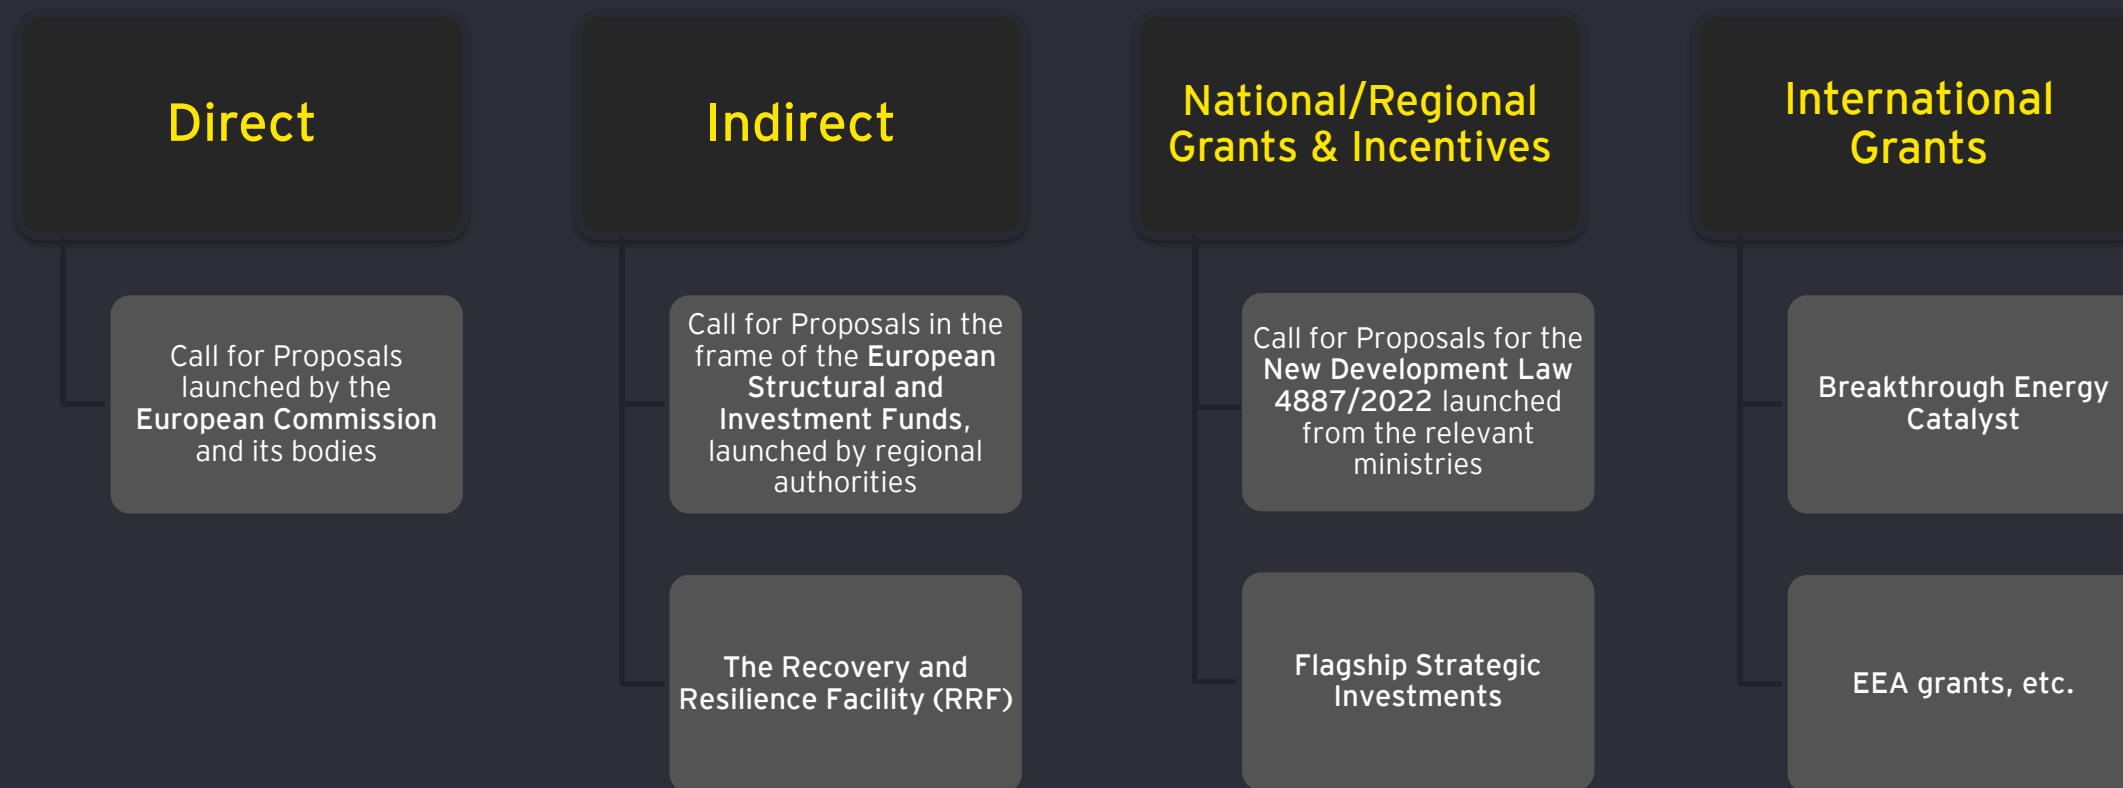 Direct
Call for Proposals
launched by the
European Commission
and its bodies
Indirect
Call for Proposals in the
frame of the European
Structural and
Investment Funds,
launched by regional
authorities
The Recovery and
Resilience Facility (RRF)
National/Regional
Grants & Incentives
Call for Proposals for the
New Development Law
4887/2022 launched
from the relevant
ministries
Flagship Strategic
Investments
International
Grants
Breakthrough Energy
Catalyst
EEA grants, etc.